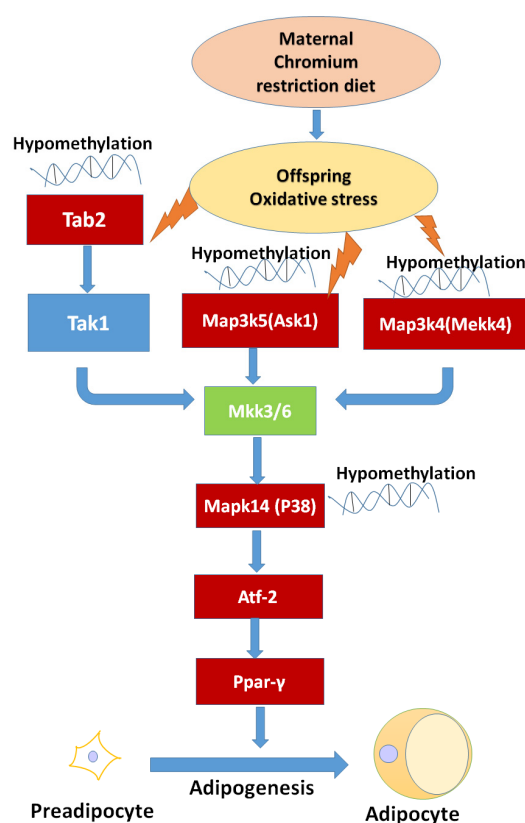 Maternal
Chromium
restriction diet
Hypomethylation
Offspring
Oxidative stress
Tab2
Hypomethylation
Hypomethylation
Tak1
Map3k5(Ask1)
Map3k4(Mekk4)
Mkk3/6
Hypomethylation
Mapk14 (P38)
Atf-2
Ppar-γ
Adipogenesis
Preadipocyte
Adipocyte